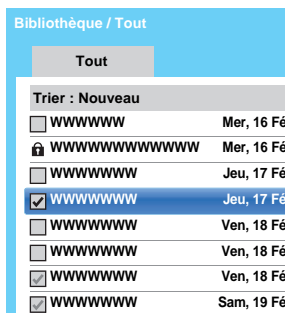 Bibliothèque / Tout
Tout
Trier : Nouveau
WWWWWW Mer, 16 Fé
WWWWWWWWWWWW Mer, 16 Fé
WWWWWWW Jeu, 17 Fé
WWWWWWW Jeu, 17 Fé
WWWWWWW Ven, 18 Fé
WWWWWWW Ven, 18 Fé
WWWWWWW Ven, 18 Fé
WWWWWWW Sam, 19 Fé